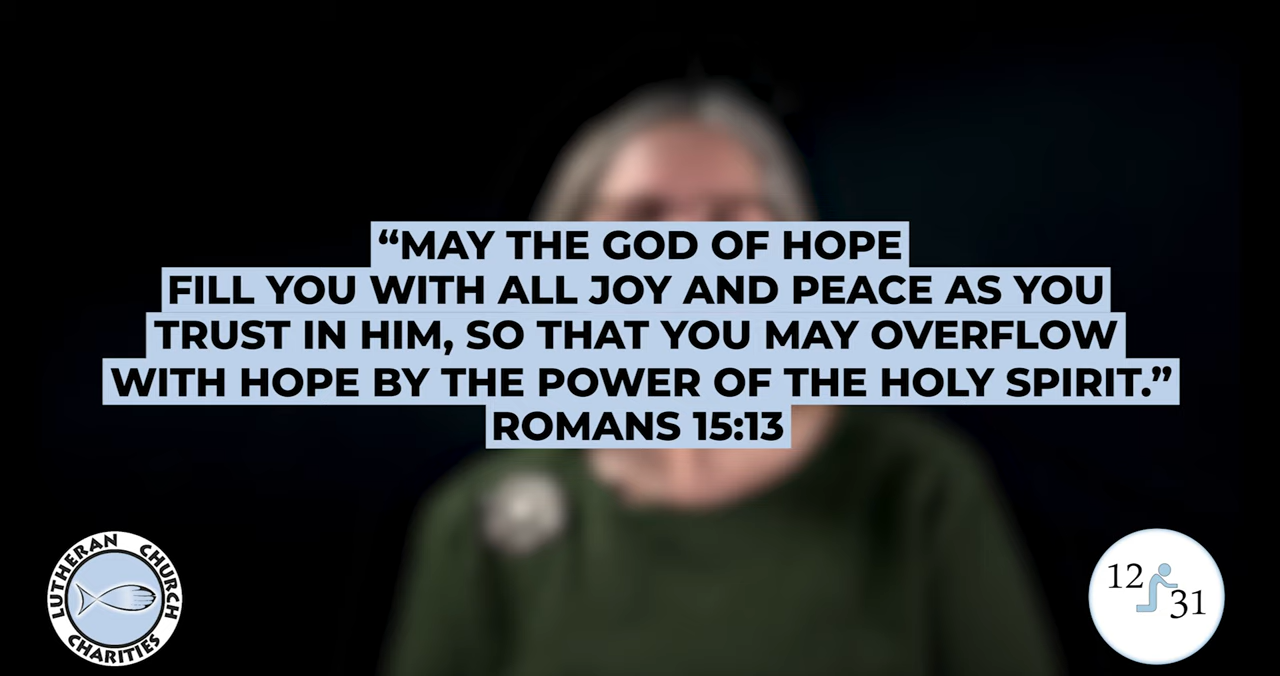 “MAY THE GOD OF HOPE
FILL YOU WITH ALL JOY AND PEACE AS YOU
TRUST IN HIM, SO THAT YOU MAY OVERFLOW
WITH HOPE BY THE POWER OF THE HOLY SPIRIT.”
ROMANS 15:13
LUTHERAN CHURCH
CHARITIES
12
31